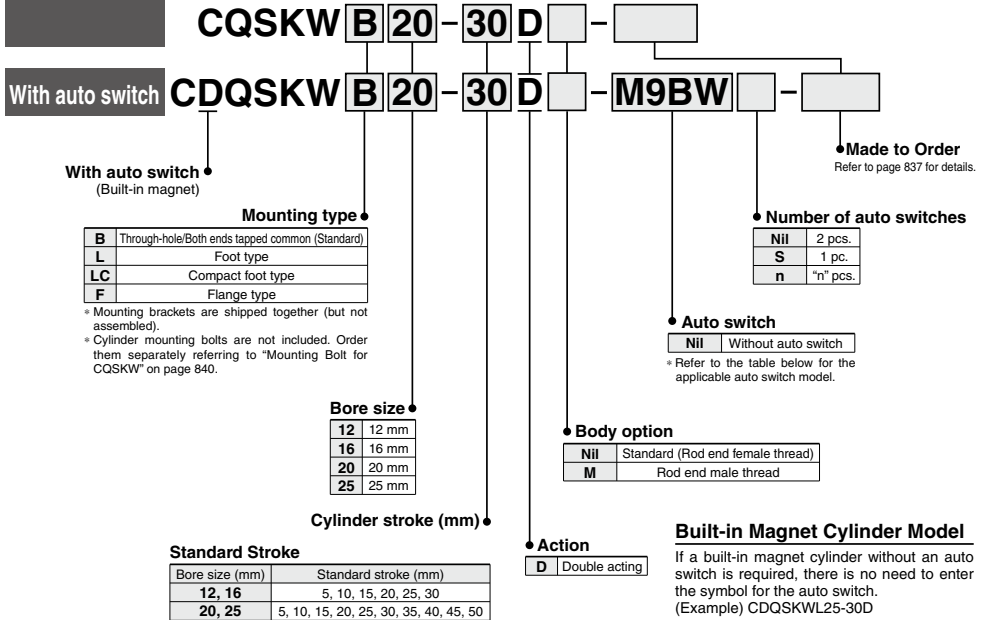 CQSKW B 20 - 30 D -
With auto switch CDQSKW B 20 - 30 D - M9BW -
With auto switch
(Built-in magnet)
Made to Order
Refer to page 837 for details.
Mounting type
B Through-hole/Both ends tapped common (Standard)
L Foot type
LC Compact foot type
F Flange type
* Mounting brackets are shipped together (but not
assembled).
* Cylinder mounting bolts are not included. Order
them separately referring to “Mounting Bolt for
CQSKW” on page 840.
Number of auto switches
Nil 2 pcs.
S 1 pc.
n “n” pcs.
Auto switch
Nil Without auto switch
* Refer to the table below for the
applicable auto switch model.
Bore size
12 12 mm
16 16 mm
20 20 mm
25 25 mm
Body option
Nil Standard (Rod end female thread)
M Rod end male thread
Cylinder stroke (mm)
Standard Stroke
Bore size (mm) Standard stroke (mm)
12, 16 5, 10, 15, 20, 25, 30
20, 25 5, 10, 15, 20, 25, 30, 35, 40, 45, 50
Action
D Double acting
Built-in Magnet Cylinder Model
If a built-in magnet cylinder without an auto
switch is required, there is no need to enter
the symbol for the auto switch.
(Example) CDQSKWL25-30D